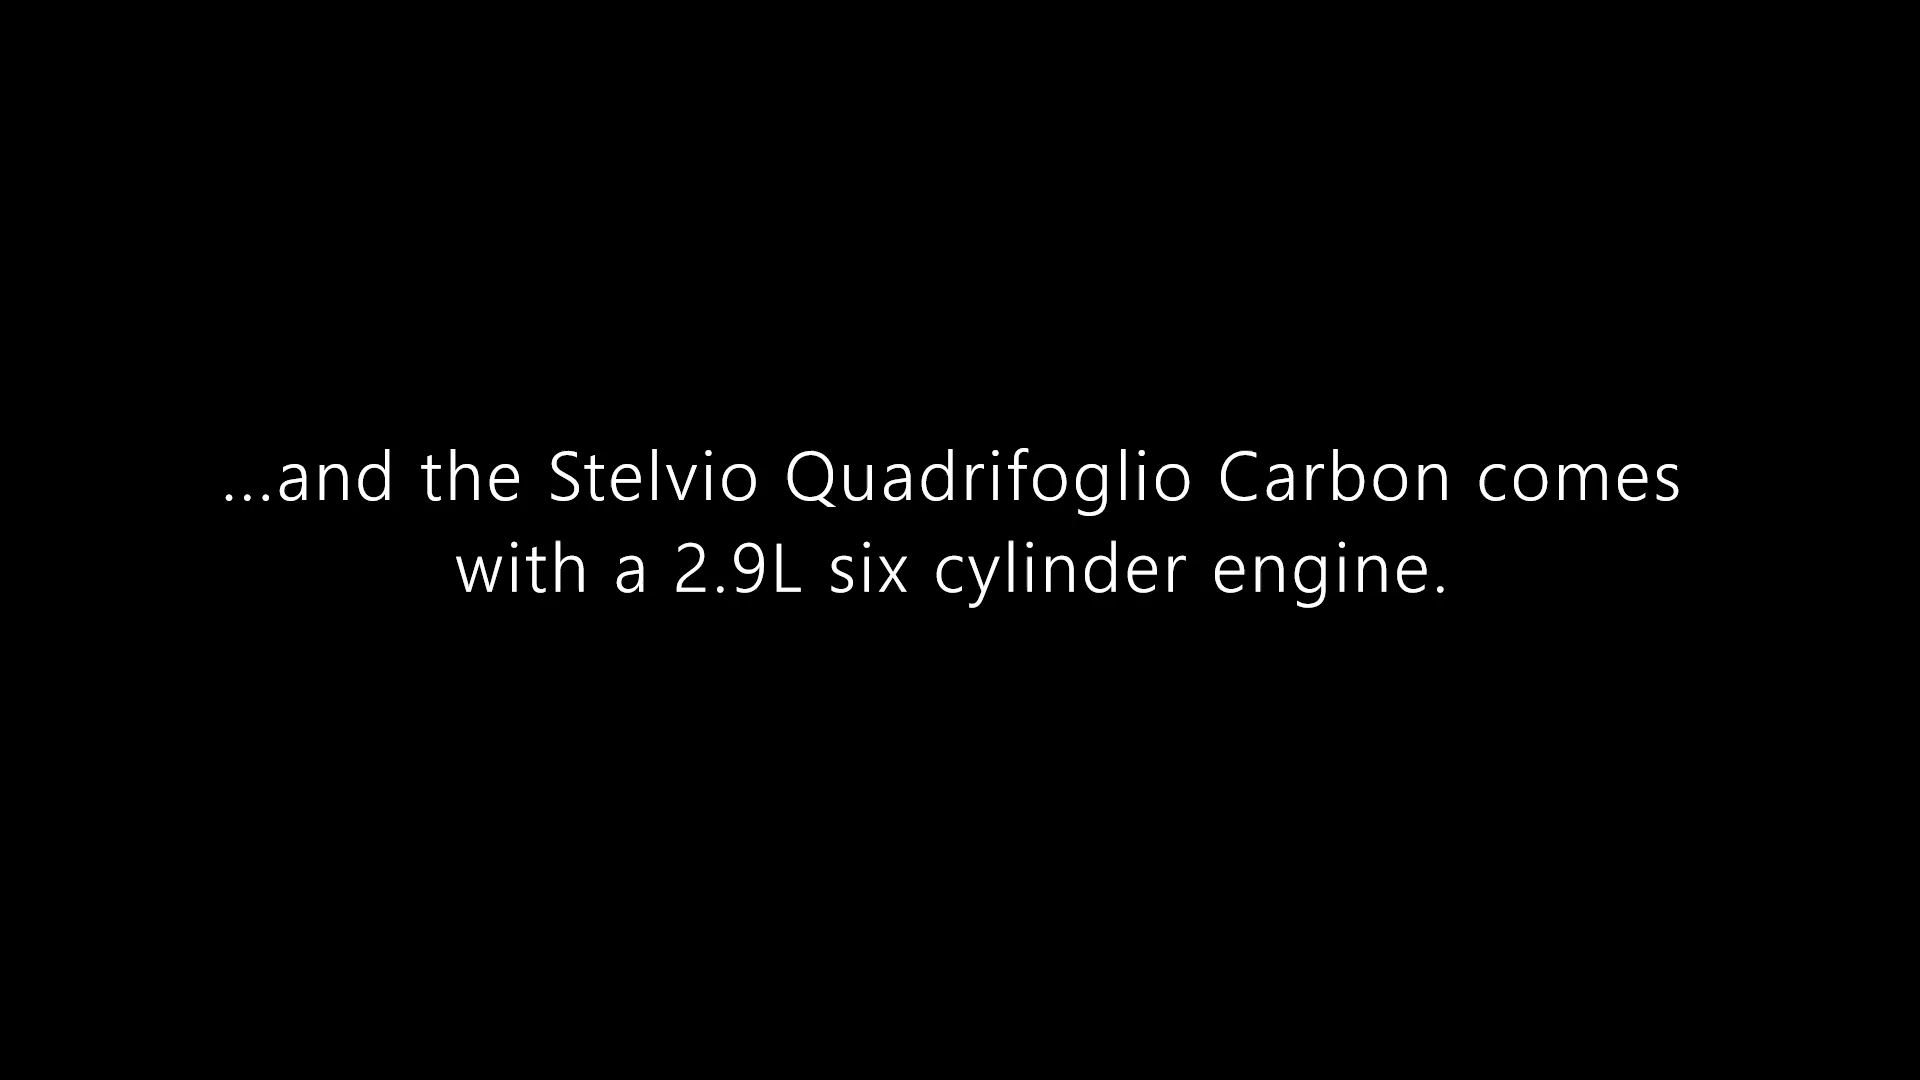 ...and the Stelvio Quadrifoglio Carbon comes
with a 2.9L six cylinder engine.